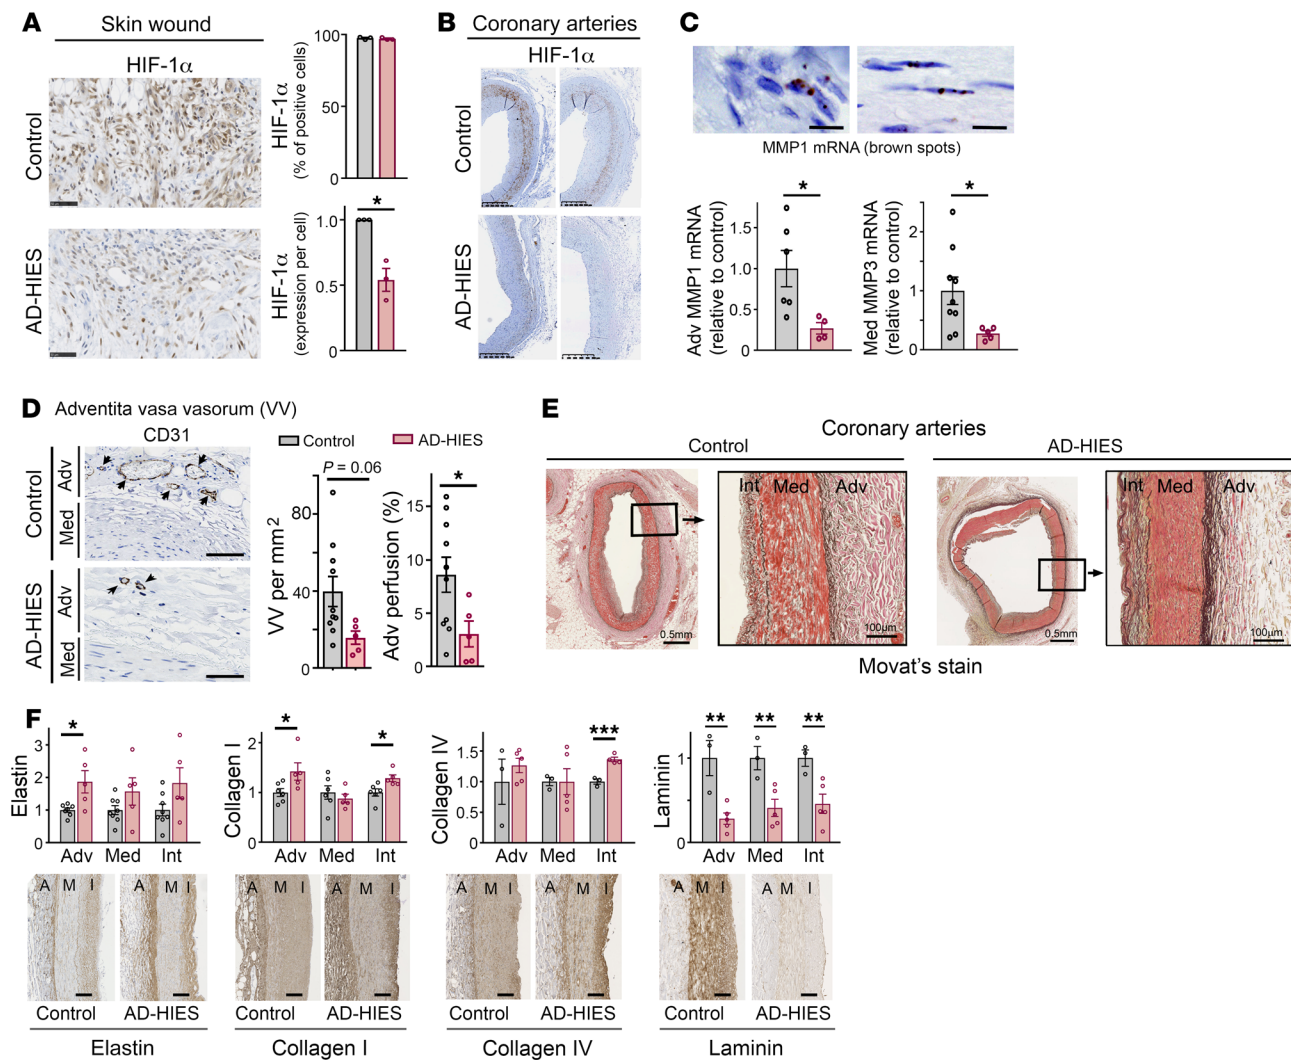 A
Skin wound
HIF-1α
Control
AD-HIES
HIF-1α
(% of positive cells)
100
50
0
*
HIF-1α
(expression per cell)
1.0
0.5
0
B
Coronary arteries
HIF-1α
Control
AD-HIES
C
MMP1 mRNA (brown spots)
Adv MMP1 mRNA
(relative to control)
*
1.5
1.0
0.5
0
Med MMP3 mRNA
(relative to control)
*
2
1
0
D
Adventita vasa vasorum (VV)
CD31
Control
Adv
Med
AD-HIES
Adv
Med
Control
AD-HIES
P = 0.06
VV per mm2
80
40
0
*
Adv perfusion (%)
15
10
5
0
E
Coronary arteries
Control
AD-HIES
Int
Med
Adv
0.5mm
100µm
Int
Med
Adv
0.5mm
100µm
Movat's stain
F
Elastin
*
3
2
1
0
Adv
Med
Int
Collagen I
*
*
2
1
0
Adv
Med
Int
Collagen IV
***
1.5
1.0
0.5
0
Adv
Med
Int
Laminin
**
**
**
1
0
Adv
Med
Int
A M I
A M I
Control
AD-HIES
Elastin
A M I
A M I
Control
AD-HIES
Collagen I
A M I
A M I
Control
AD-HIES
Collagen IV
A M I
A M I
Control
AD-HIES
Laminin